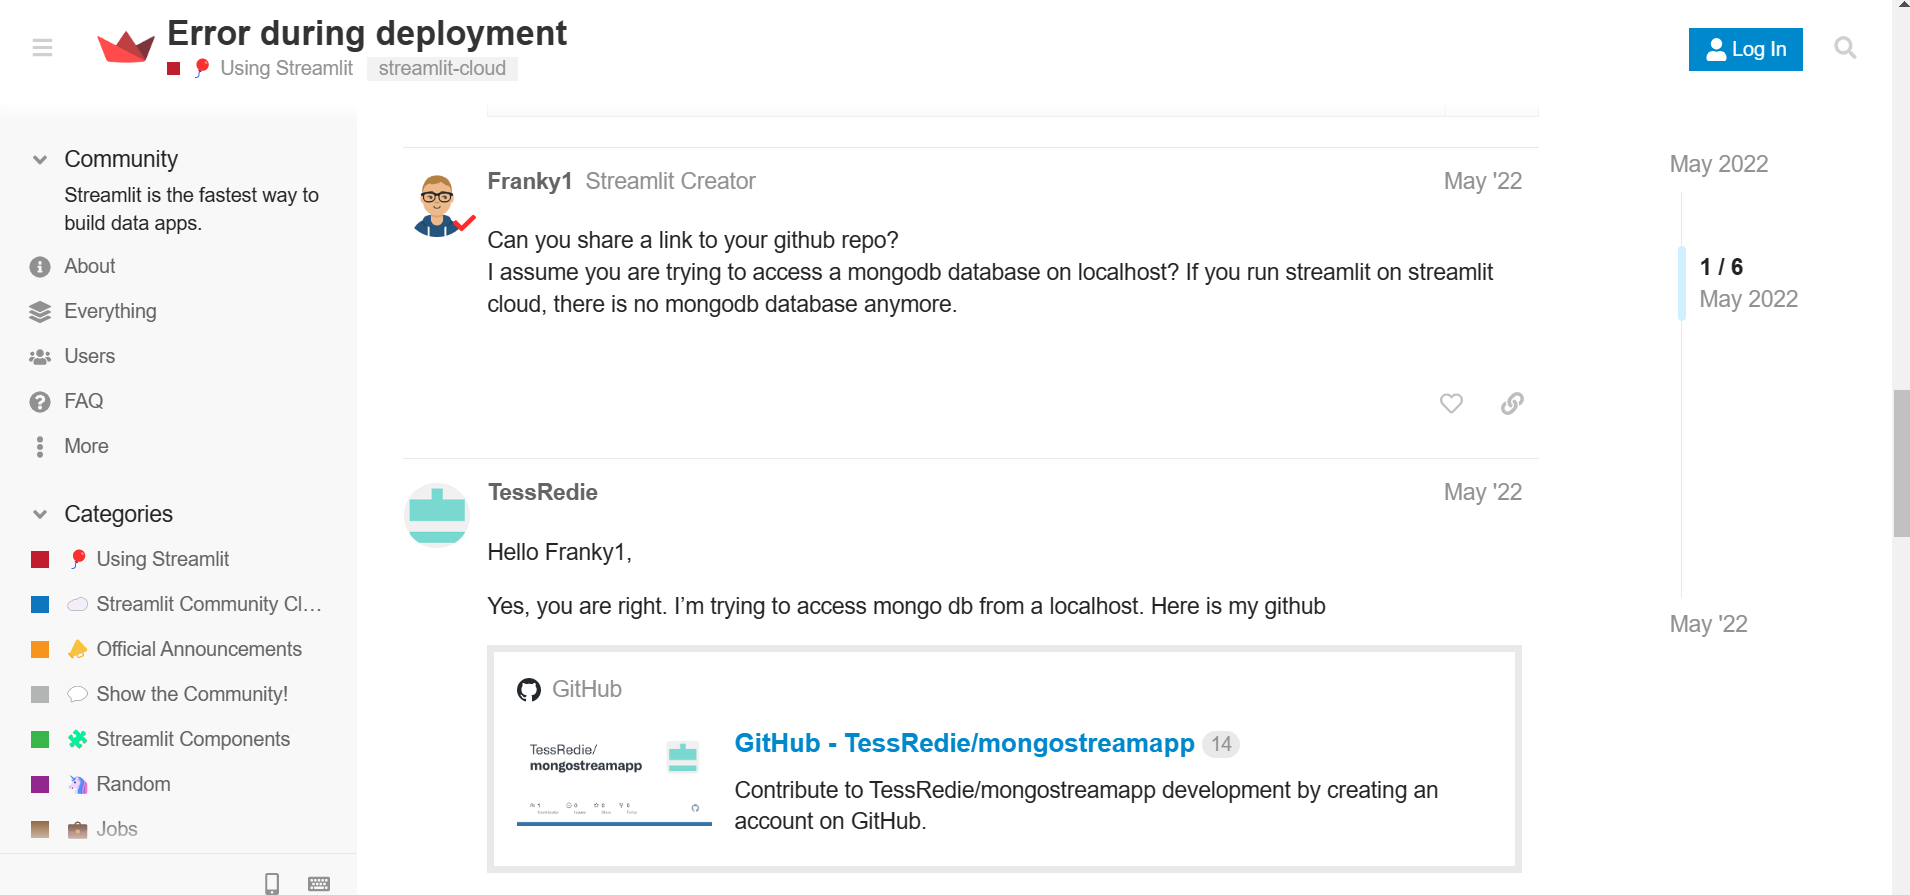 Error during deployment
Using Streamlit streamlit-cloud
Log In
Community
Streamlit is the fastest way to
build data apps.
About
Everything
Users
FAQ
More
Categories
Using Streamlit
Streamlit Community Cl…
Official Announcements
Show the Community!
Streamlit Components
Random
Jobs
Franky1 Streamlit Creator May '22
Can you share a link to your github repo?
I assume you are trying to access a mongodb database on localhost? If you run streamlit on streamlit
cloud, there is no mongodb database anymore.
TessRedie May '22
Hello Franky1,
Yes, you are right. I’m trying to access mongo db from a localhost. Here is my github
GitHub
TessRedie/
mongostreamapp
GitHub - TessRedie/mongostreamapp 14
Contribute to TessRedie/mongostreamapp development by creating an
account on GitHub.
May 2022
1 / 6
May 2022
May '22